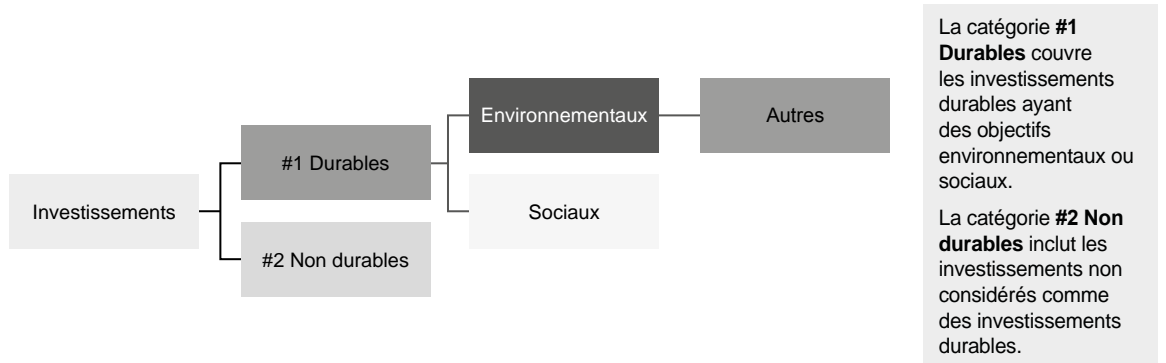 Investissements
#1 Durables
#2 Non durables
Environnementaux
Sociaux
Autres
La catégorie #1
Durables couvre
les investissements
durables ayant
des objectifs
environnementaux ou
sociaux.
La catégorie #2 Non
durables inclut les
investissements non
considérés comme
des investissements
durables.